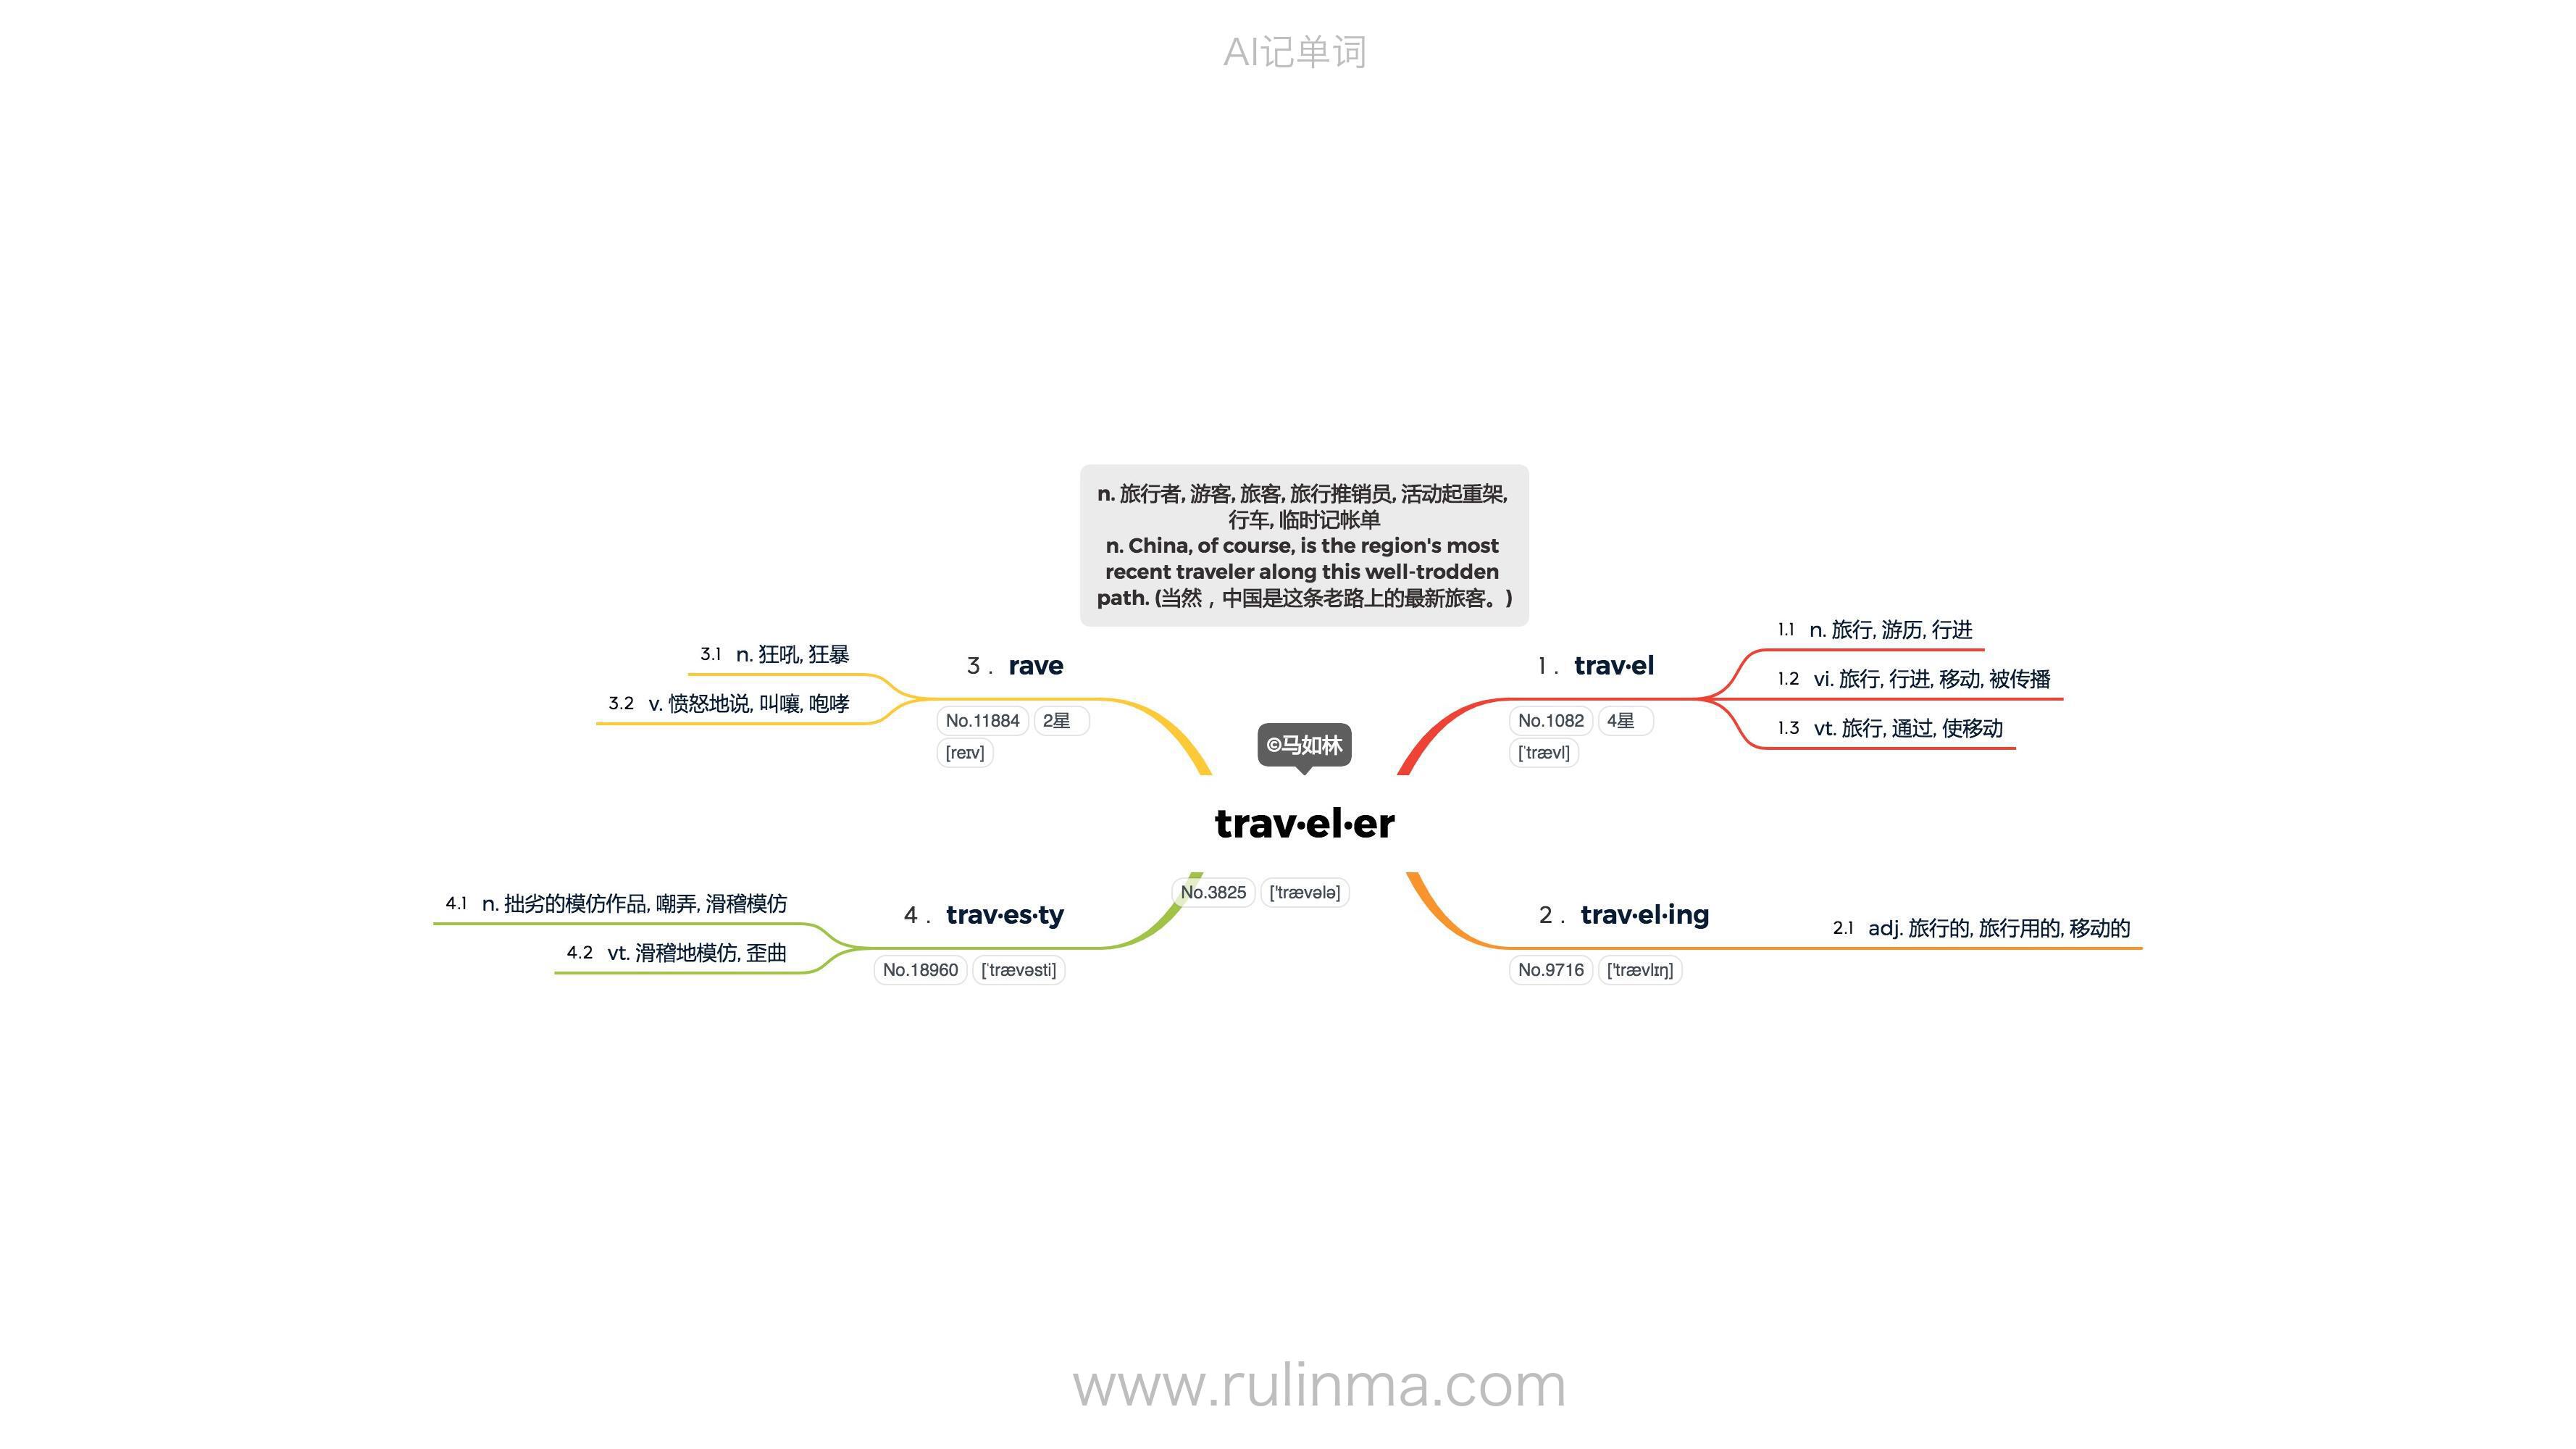 AI记单词
n. 旅行者, 游客, 旅客, 旅行推销员, 活动起重架,
行车, 临时记帐单
n. China, of course, is the region's most
recent traveler along this well-trodden
path. (当然，中国是这条老路上的最新旅客。)
©马如林
trav·el·er
No.3825 ['trævələ]
1. trav·el
No.1082 4星
['trævl]
1.1 n. 旅行, 游历, 行进
1.2 vi. 旅行, 行进, 移动, 被传播
1.3 vt. 旅行, 通过, 使移动
2. trav·el·ing
No.9716 ['trævlɪŋ]
2.1 adj. 旅行的, 旅行用的, 移动的
3. rave
No.11884 2星
[reɪv]
3.1 n. 狂吼, 狂暴
3.2 v. 愤怒地说, 叫嚷, 咆哮
4. trav·es·ty
No.18960 ['trævəsti]
4.1 n. 拙劣的模仿作品, 嘲弄, 滑稽模仿
4.2 vt. 滑稽地模仿, 歪曲
www.rulinma.com